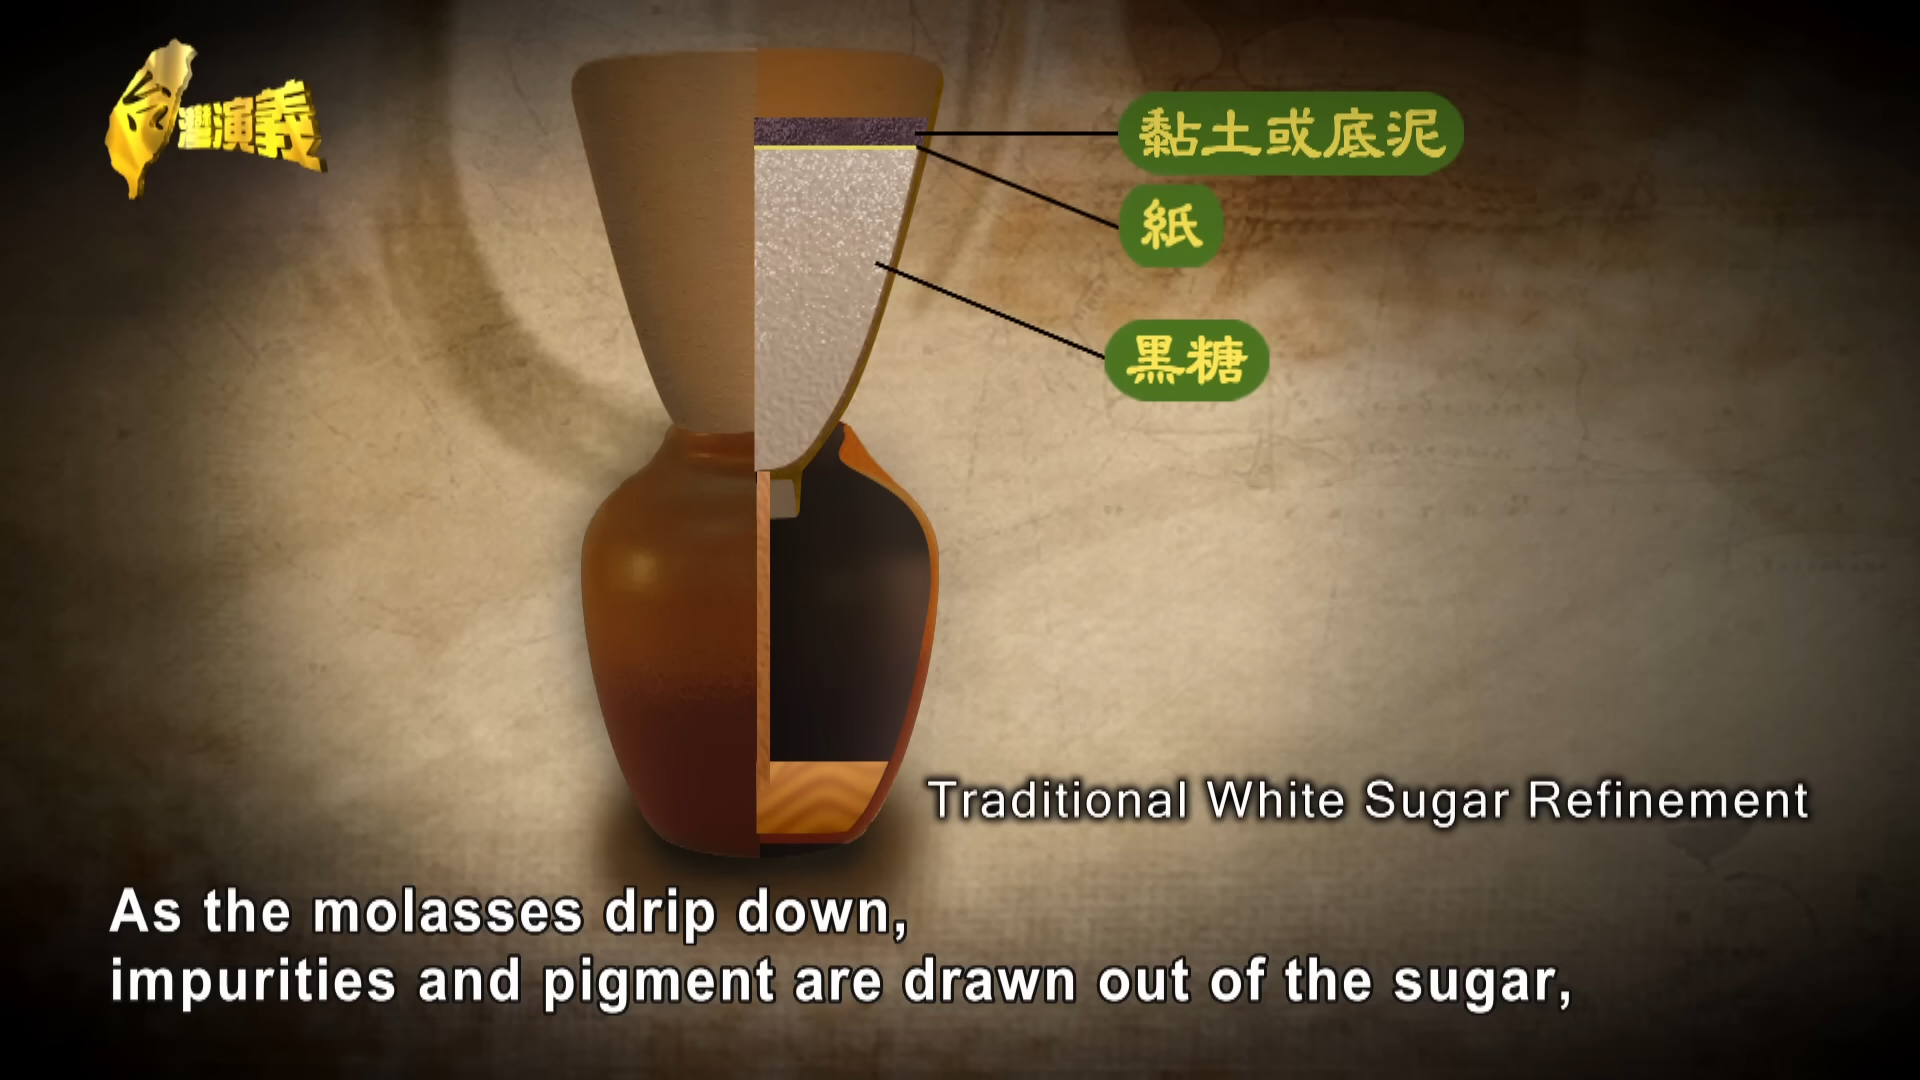 台灣演義
黏土或底泥
紙
黑糖
Traditional White Sugar Refinement
As the molasses drip down,
impurities and pigment are drawn out of the sugar,